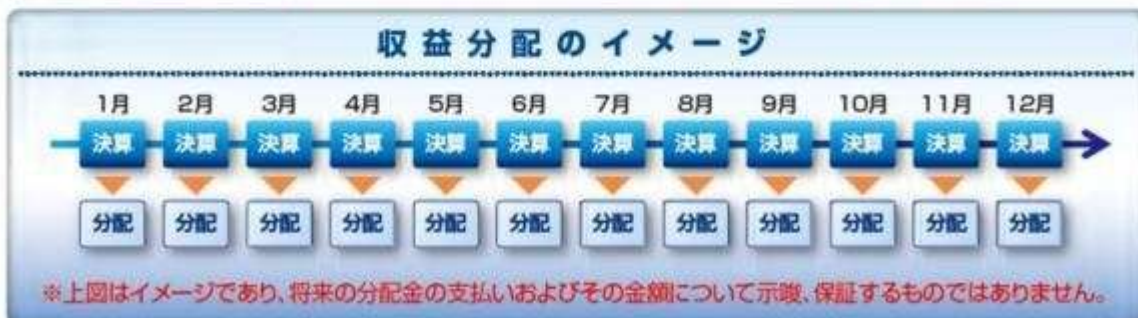 収益分配のイメージ
1月 2月 3月 4月 5月 6月 7月 8月 9月 10月 11月 12月
決算 決算 決算 決算 決算 決算 決算 決算 決算 決算 決算 決算
分配 分配 分配 分配 分配 分配 分配 分配 分配 分配 分配 分配
※上図はイメージであり、将来の分配金の支払いおよびその金額について示唆、保証するものではありません。